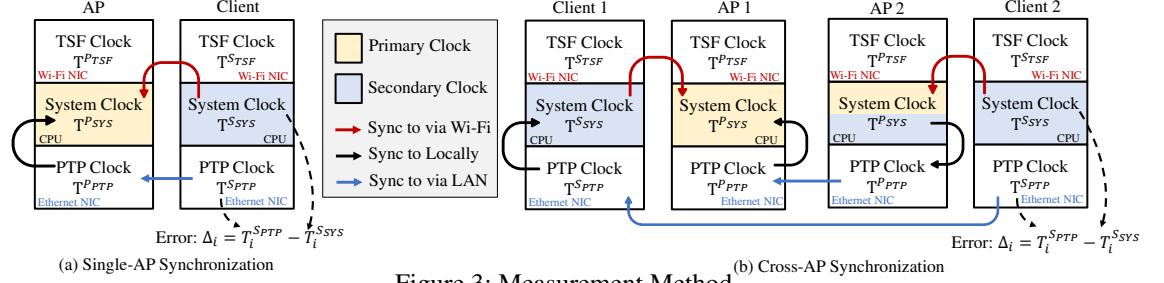 AP
Client
TSF Clock
T^{P_{TSF}}
Wi-Fi NIC
TSF Clock
T^{S_{TSF}}
Wi-Fi NIC
System Clock
T^{P_{SYS}}
CPU
System Clock
T^{S_{SYS}}
CPU
PTP Clock
T^{P_{PTP}}
Ethernet NIC
PTP Clock
T^{S_{PTP}}
Ethernet NIC
Error: Δ_i = T_i^{S_{PTP}} − T_i^{S_{SYS}}
(a) Single-AP Synchronization
Primary Clock
Secondary Clock
Sync to via Wi-Fi
Sync to Locally
Sync to via LAN
Client 1
AP 1
AP 2
Client 2
TSF Clock
T^{S_{TSF}}
Wi-Fi NIC
TSF Clock
T^{P_{TSF}}
Wi-Fi NIC
TSF Clock
T^{P_{TSF}}
Wi-Fi NIC
TSF Clock
T^{S_{TSF}}
Wi-Fi NIC
System Clock
T^{S_{SYS}}
CPU
System Clock
T^{P_{SYS}}
CPU
System Clock
T^{P_{SYS}}
CPU
System Clock
T^{S_{SYS}}
CPU
PTP Clock
T^{S_{PTP}}
Ethernet NIC
PTP Clock
T^{P_{PTP}}
Ethernet NIC
PTP Clock
T^{P_{PTP}}
Ethernet NIC
PTP Clock
T^{S_{PTP}}
Ethernet NIC
Error: Δ_i = T_i^{S_{PTP}} − T_i^{S_{SYS}}
(b) Cross-AP Synchronization
Figure 3: Measurement Method